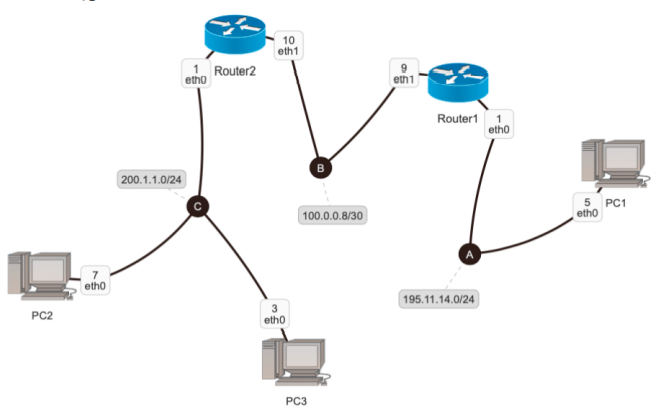 10
eth1
1
eth0
Router2
9
eth1
Router1
1
eth0
B
200.1.1.0/24
C
100.0.0.8/30
5
eth0
PC1
A
7
eth0
195.11.14.0/24
PC2
3
eth0
PC3